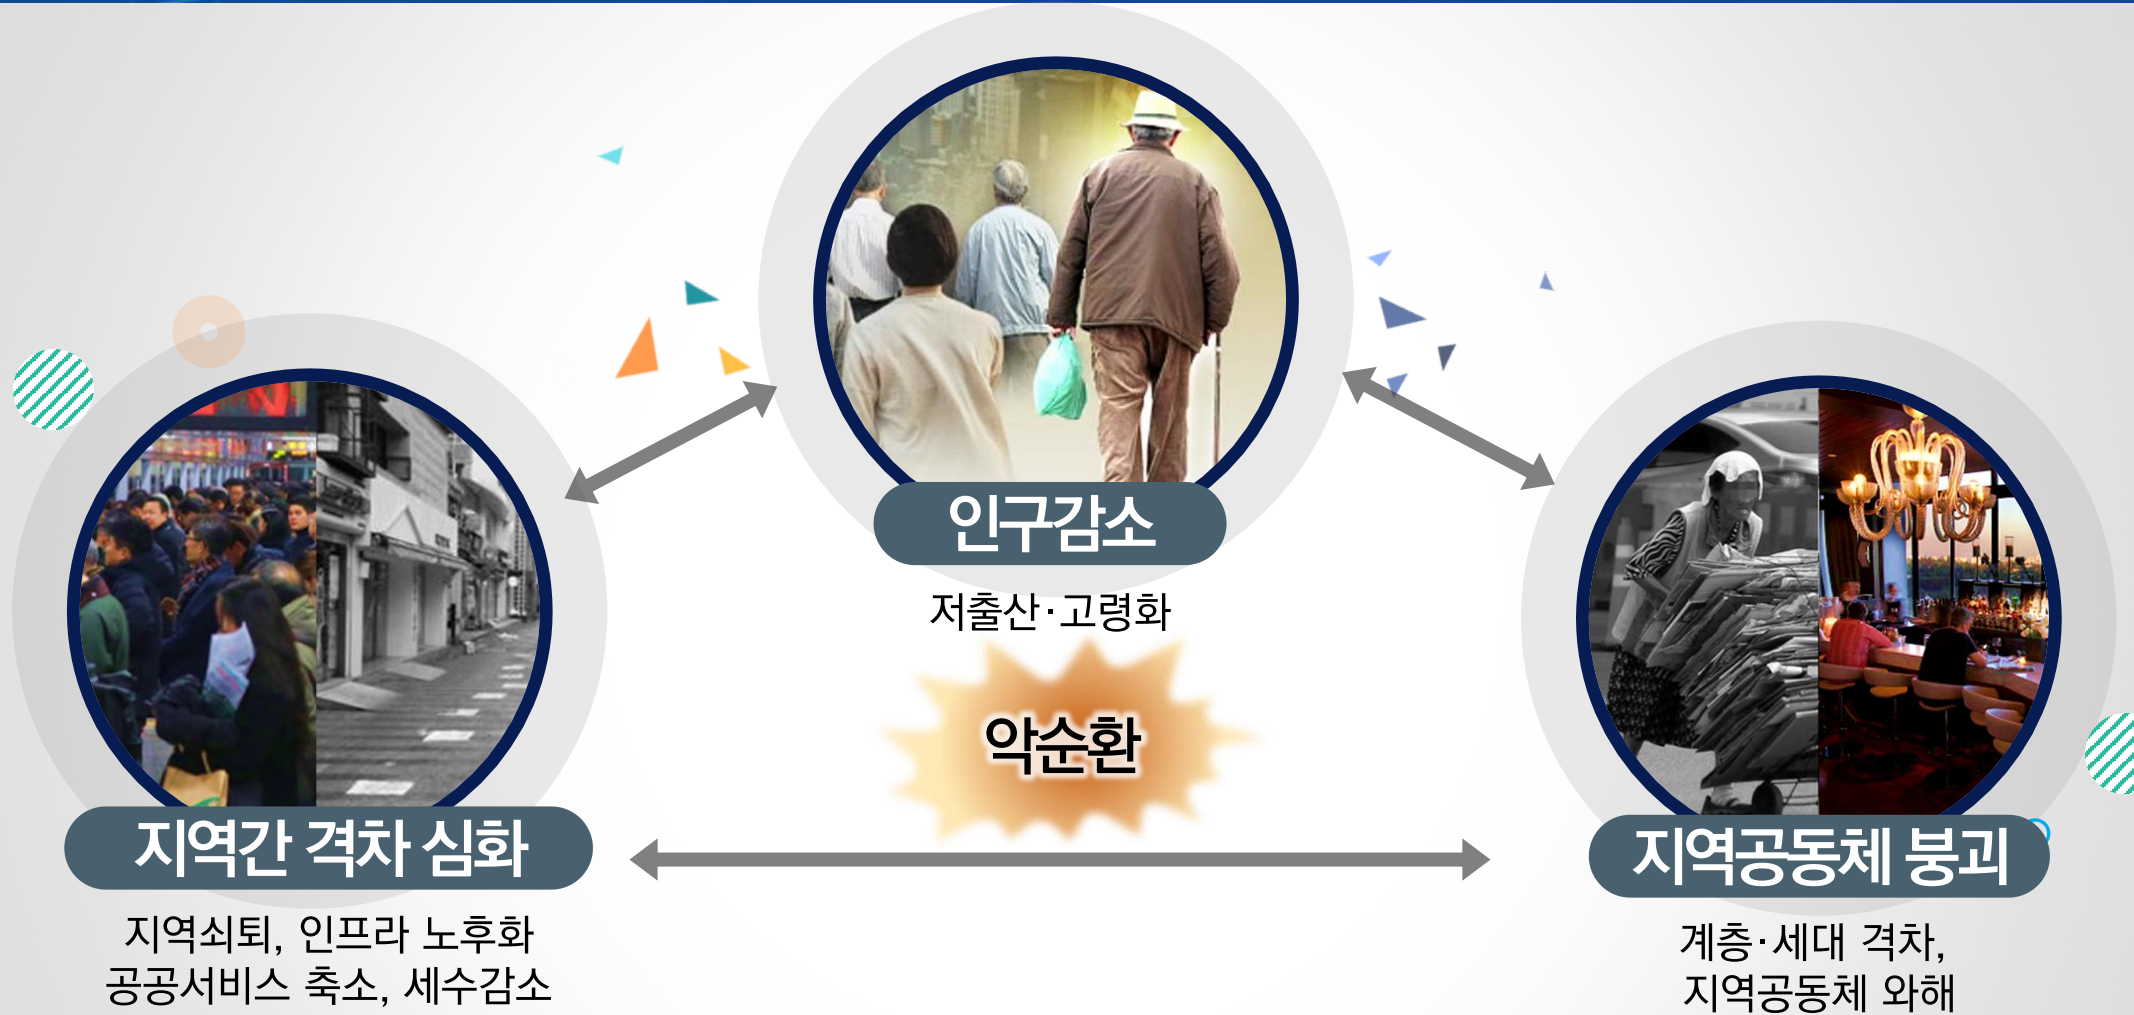 인구감소
저출산·고령화
악순환
지역간 격차 심화
지역쇠퇴, 인프라 노후화
공공서비스 축소, 세수감소
지역공동체 붕괴
계층·세대 격차,
지역공동체 와해